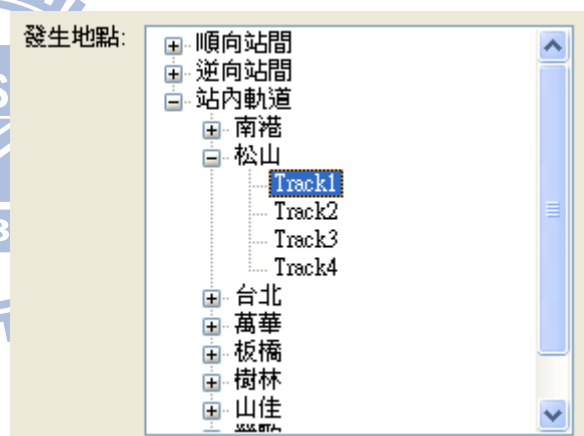 發生地點:
順向站間
逆向站間
站內軌道
南港
松山
Track1
Track2
Track3
Track4
台北
萬華
板橋
樹林
山佳